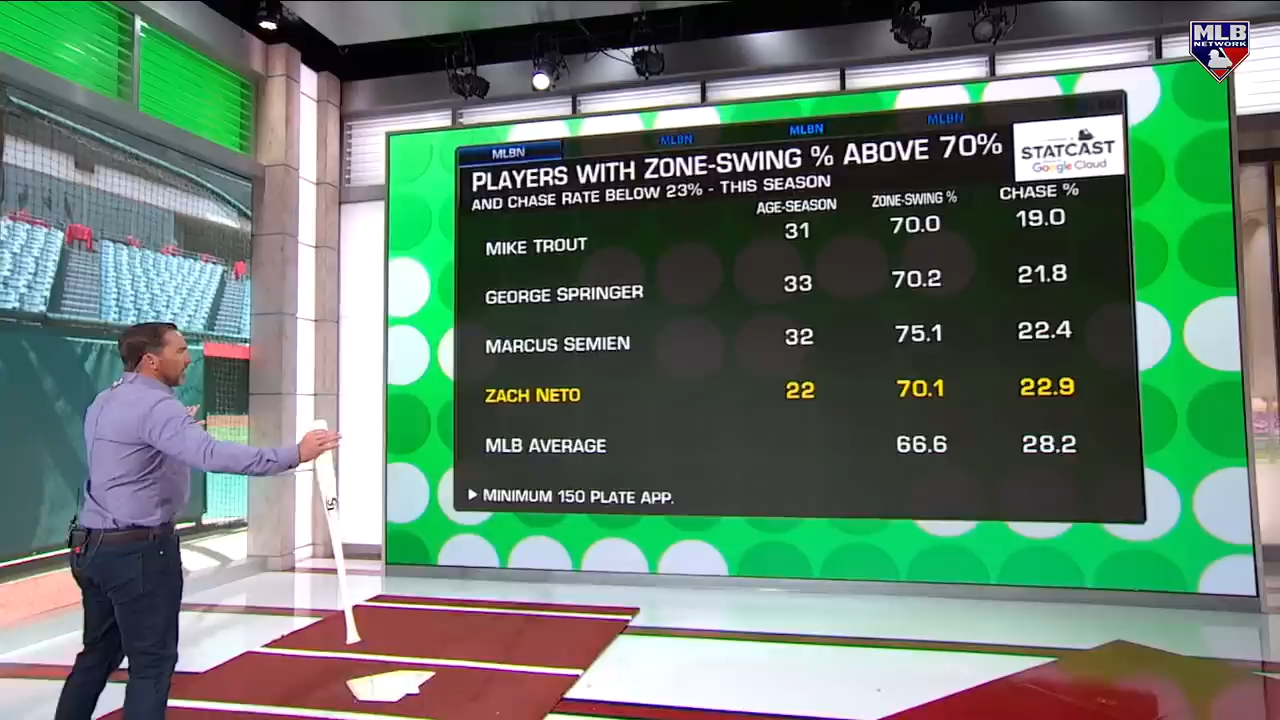 MLB
NETWORK
MLBN
MLBN
MLBN
MLBN
PLAYERS WITH ZONE-SWING % ABOVE 70%
AND CHASE RATE BELOW 23% - THIS SEASON
STATCAST
Google Cloud
AGE-SEASON ZONE-SWING % CHASE %
MIKE TROUT 31 70.0 19.0
GEORGE SPRINGER 33 70.2 21.8
MARCUS SEMIEN 32 75.1 22.4
ZACH NETO 22 70.1 22.9
MLB AVERAGE 66.6 28.2
▶ MINIMUM 150 PLATE APP.